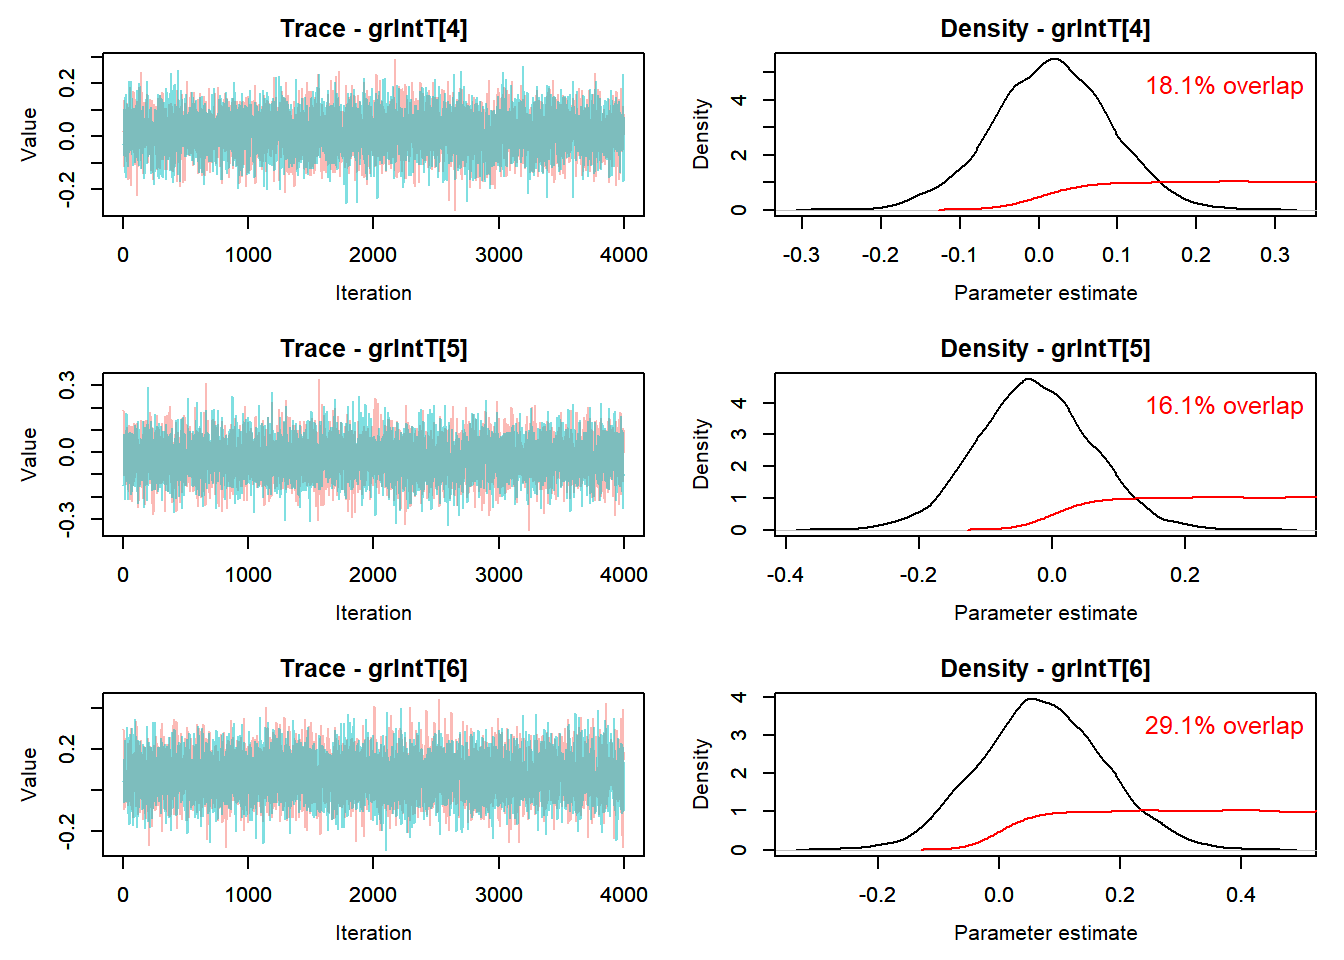 Trace - grIntT[4]
Value
-0.2 0.0 0.2
0 1000 2000 3000 4000
Iteration
Density - grIntT[4]
18.1% overlap
Density
0 2 4
-0.3 -0.2 -0.1 0.0 0.1 0.2 0.3
Parameter estimate
Trace - grIntT[5]
Value
-0.3 0.0 0.3
0 1000 2000 3000 4000
Iteration
Density - grIntT[5]
16.1% overlap
Density
0 1 2 3 4
-0.4 -0.2 0.0 0.2
Parameter estimate
Trace - grIntT[6]
Value
-0.2 0.2
0 1000 2000 3000 4000
Iteration
Density - grIntT[6]
29.1% overlap
Density
0 1 2 3 4
-0.2 0.0 0.2 0.4
Parameter estimate